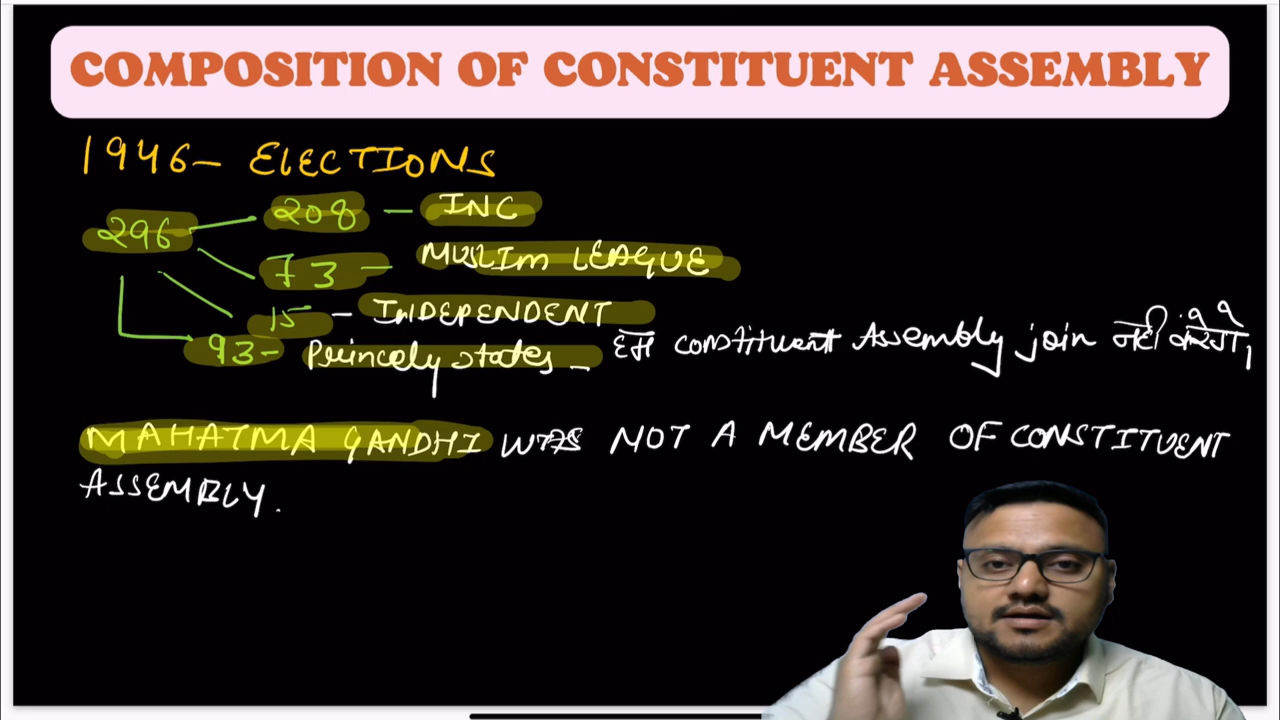 COMPOSITION OF CONSTITUENT ASSEMBLY
1946- ELECTIONS
296 208 - INC
73 - MUSLIM LEAGUE
15 - INDEPENDENT
93- Princely states - हम constituent Assembly join नहीं करेंगे।
MAHATMA GANDHI WAS NOT A MEMBER OF CONSTITUENT
ASSEMBLY.